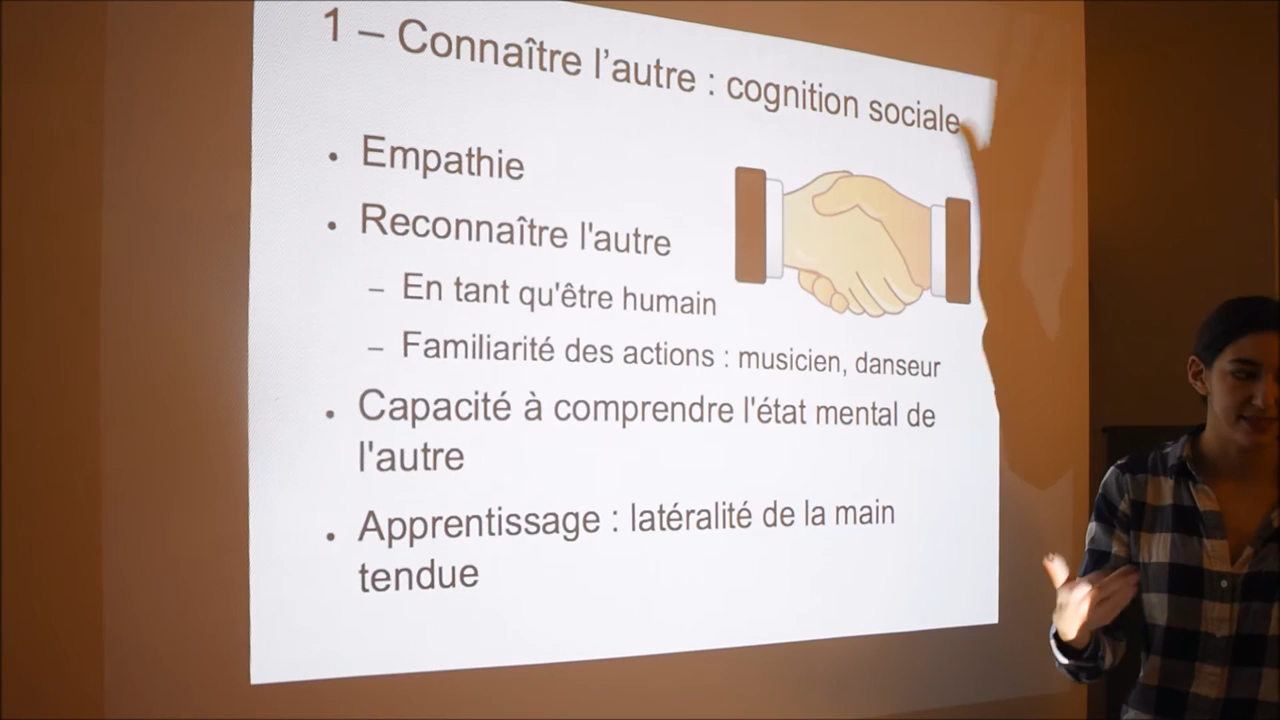 1 – Connaître l’autre : cognition sociale
• Empathie
• Reconnaître l'autre
– En tant qu'être humain
– Familiarité des actions : musicien, danseur
• Capacité à comprendre l'état mental de
l'autre
• Apprentissage : latéralité de la main
tendue